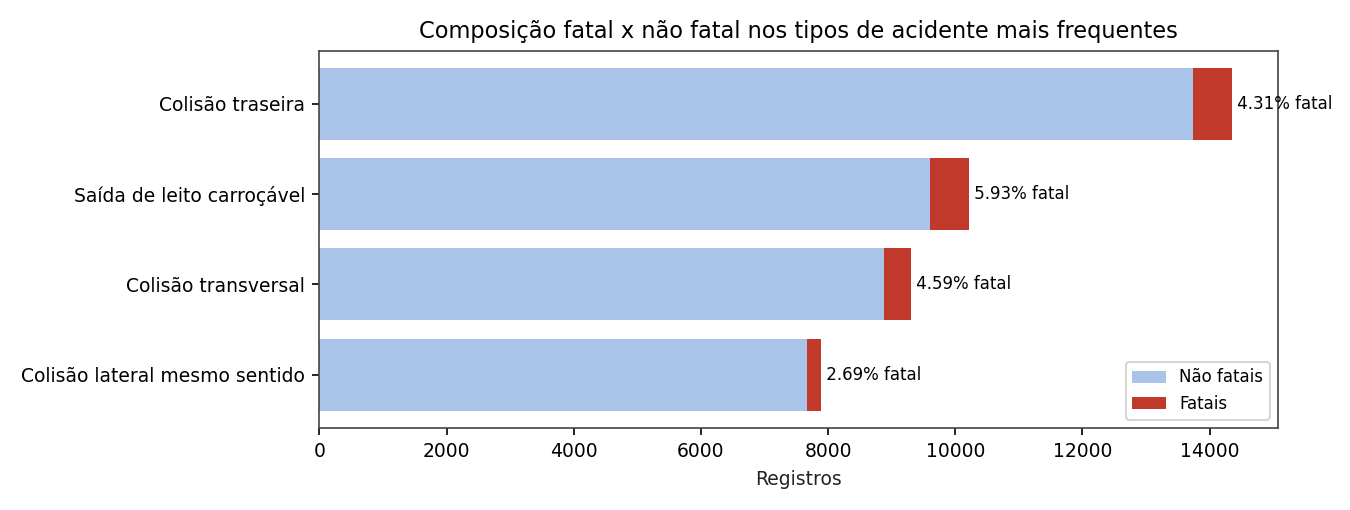 Composição fatal x não fatal nos tipos de acidente mais frequentes
Colisão traseira
4.31% fatal
Saída de leito carroçável
5.93% fatal
Colisão transversal
4.59% fatal
Colisão lateral mesmo sentido
2.69% fatal
Não fatais
Fatais
0 2000 4000 6000 8000 10000 12000 14000
Registros